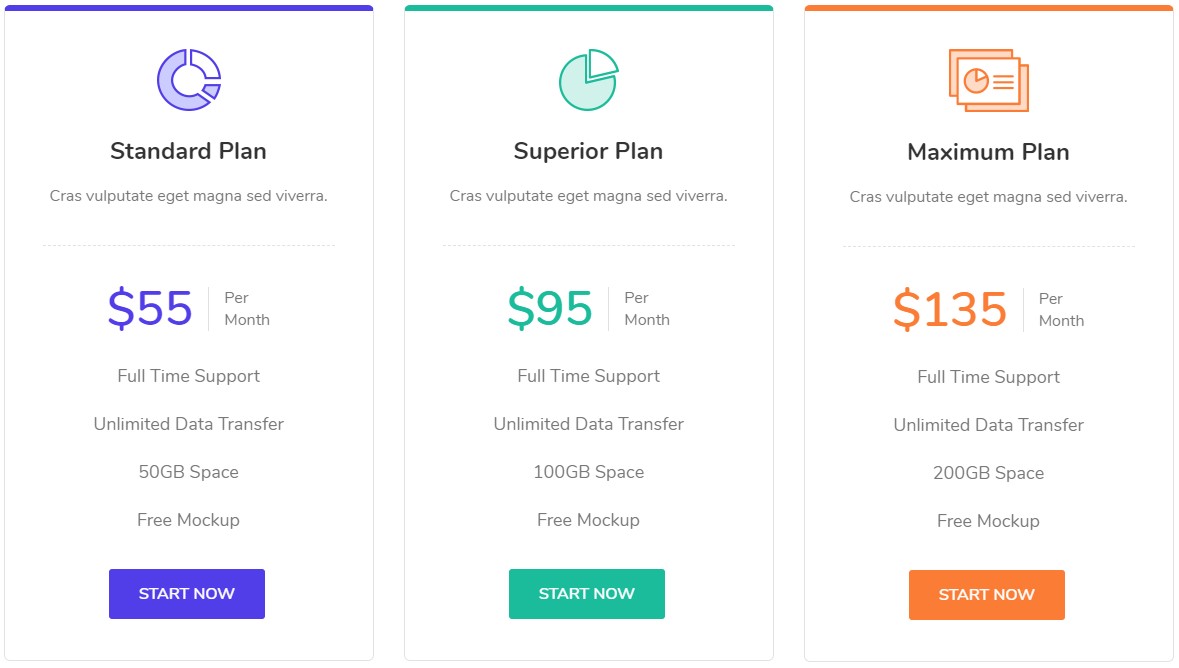 Standard Plan
Cras vulputate eget magna sed viverra.
$55
Per
Month
Full Time Support
Unlimited Data Transfer
50GB Space
Free Mockup
START NOW
Superior Plan
Cras vulputate eget magna sed viverra.
$95
Per
Month
Full Time Support
Unlimited Data Transfer
100GB Space
Free Mockup
START NOW
Maximum Plan
Cras vulputate eget magna sed viverra.
$135
Per
Month
Full Time Support
Unlimited Data Transfer
200GB Space
Free Mockup
START NOW